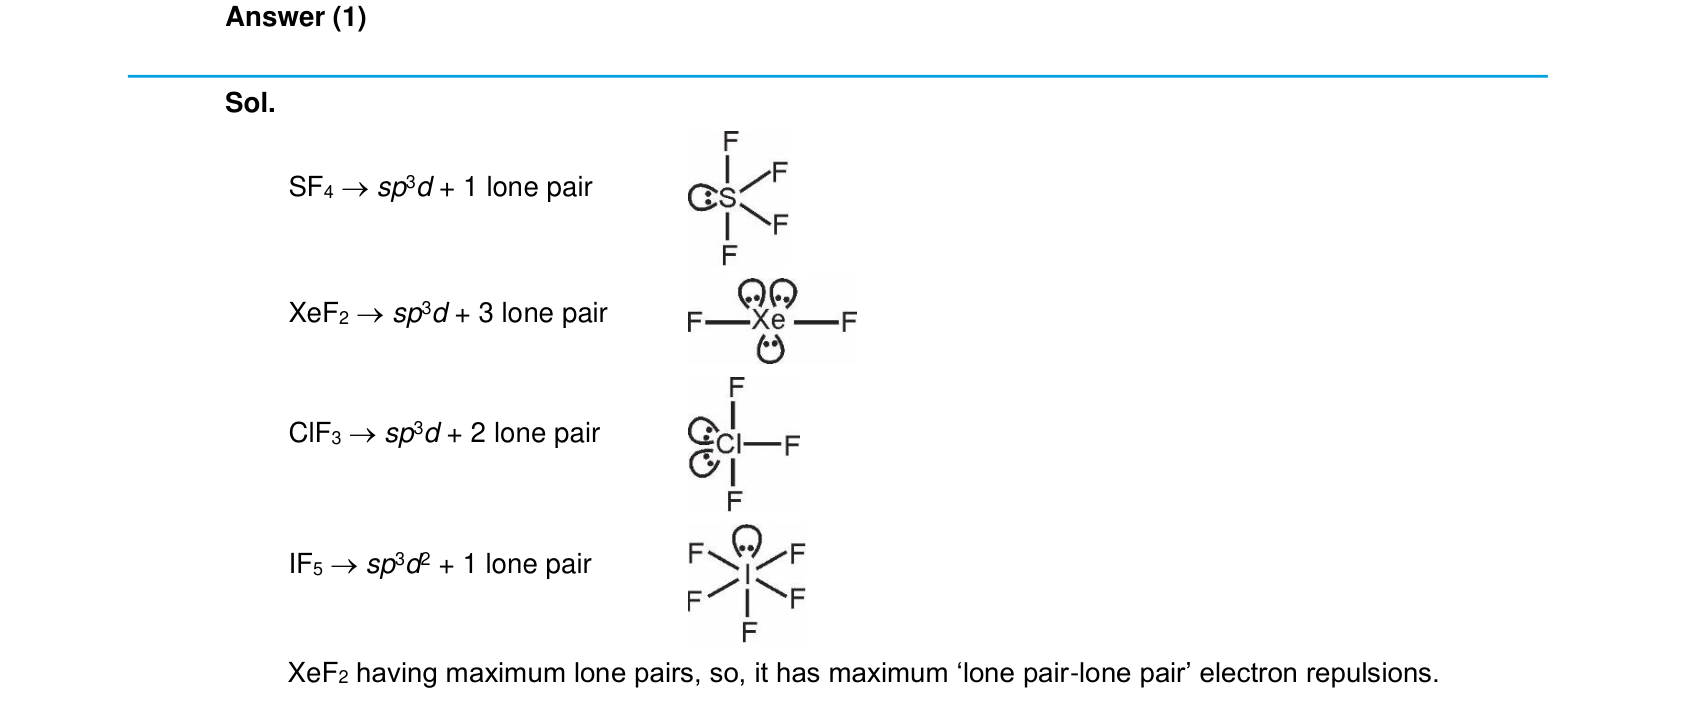 Answer (1)
Sol.
SF₄ → sp³d + 1 lone pair
F
F
S
F
F
XeF₂ → sp³d + 3 lone pair
F Xe F
ClF₃ → sp³d + 2 lone pair
F
Cl F
F
IF₅ → sp³d² + 1 lone pair
F F
I
F F
F
XeF₂ having maximum lone pairs, so, it has maximum ‘lone pair-lone pair’ electron repulsions.